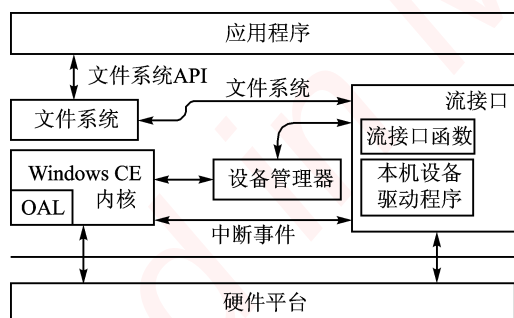 应用程序
文件系统API
文件系统
流接口
文件系统
流接口函数
Windows CE
内核
OAL
设备管理器
本机设备
驱动程序
中断事件
硬件平台